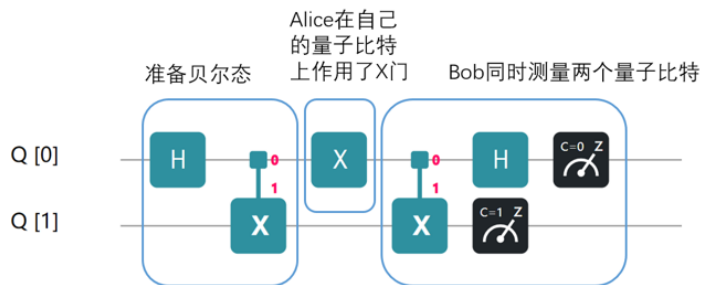 Alice在自己
的量子比特
上作用了X门
准备贝尔态
Bob同时测量两个量子比特
Q [0]
H
0
X
0
H
C=0 Z
1
1
Q [1]
X
X
C=1 Z